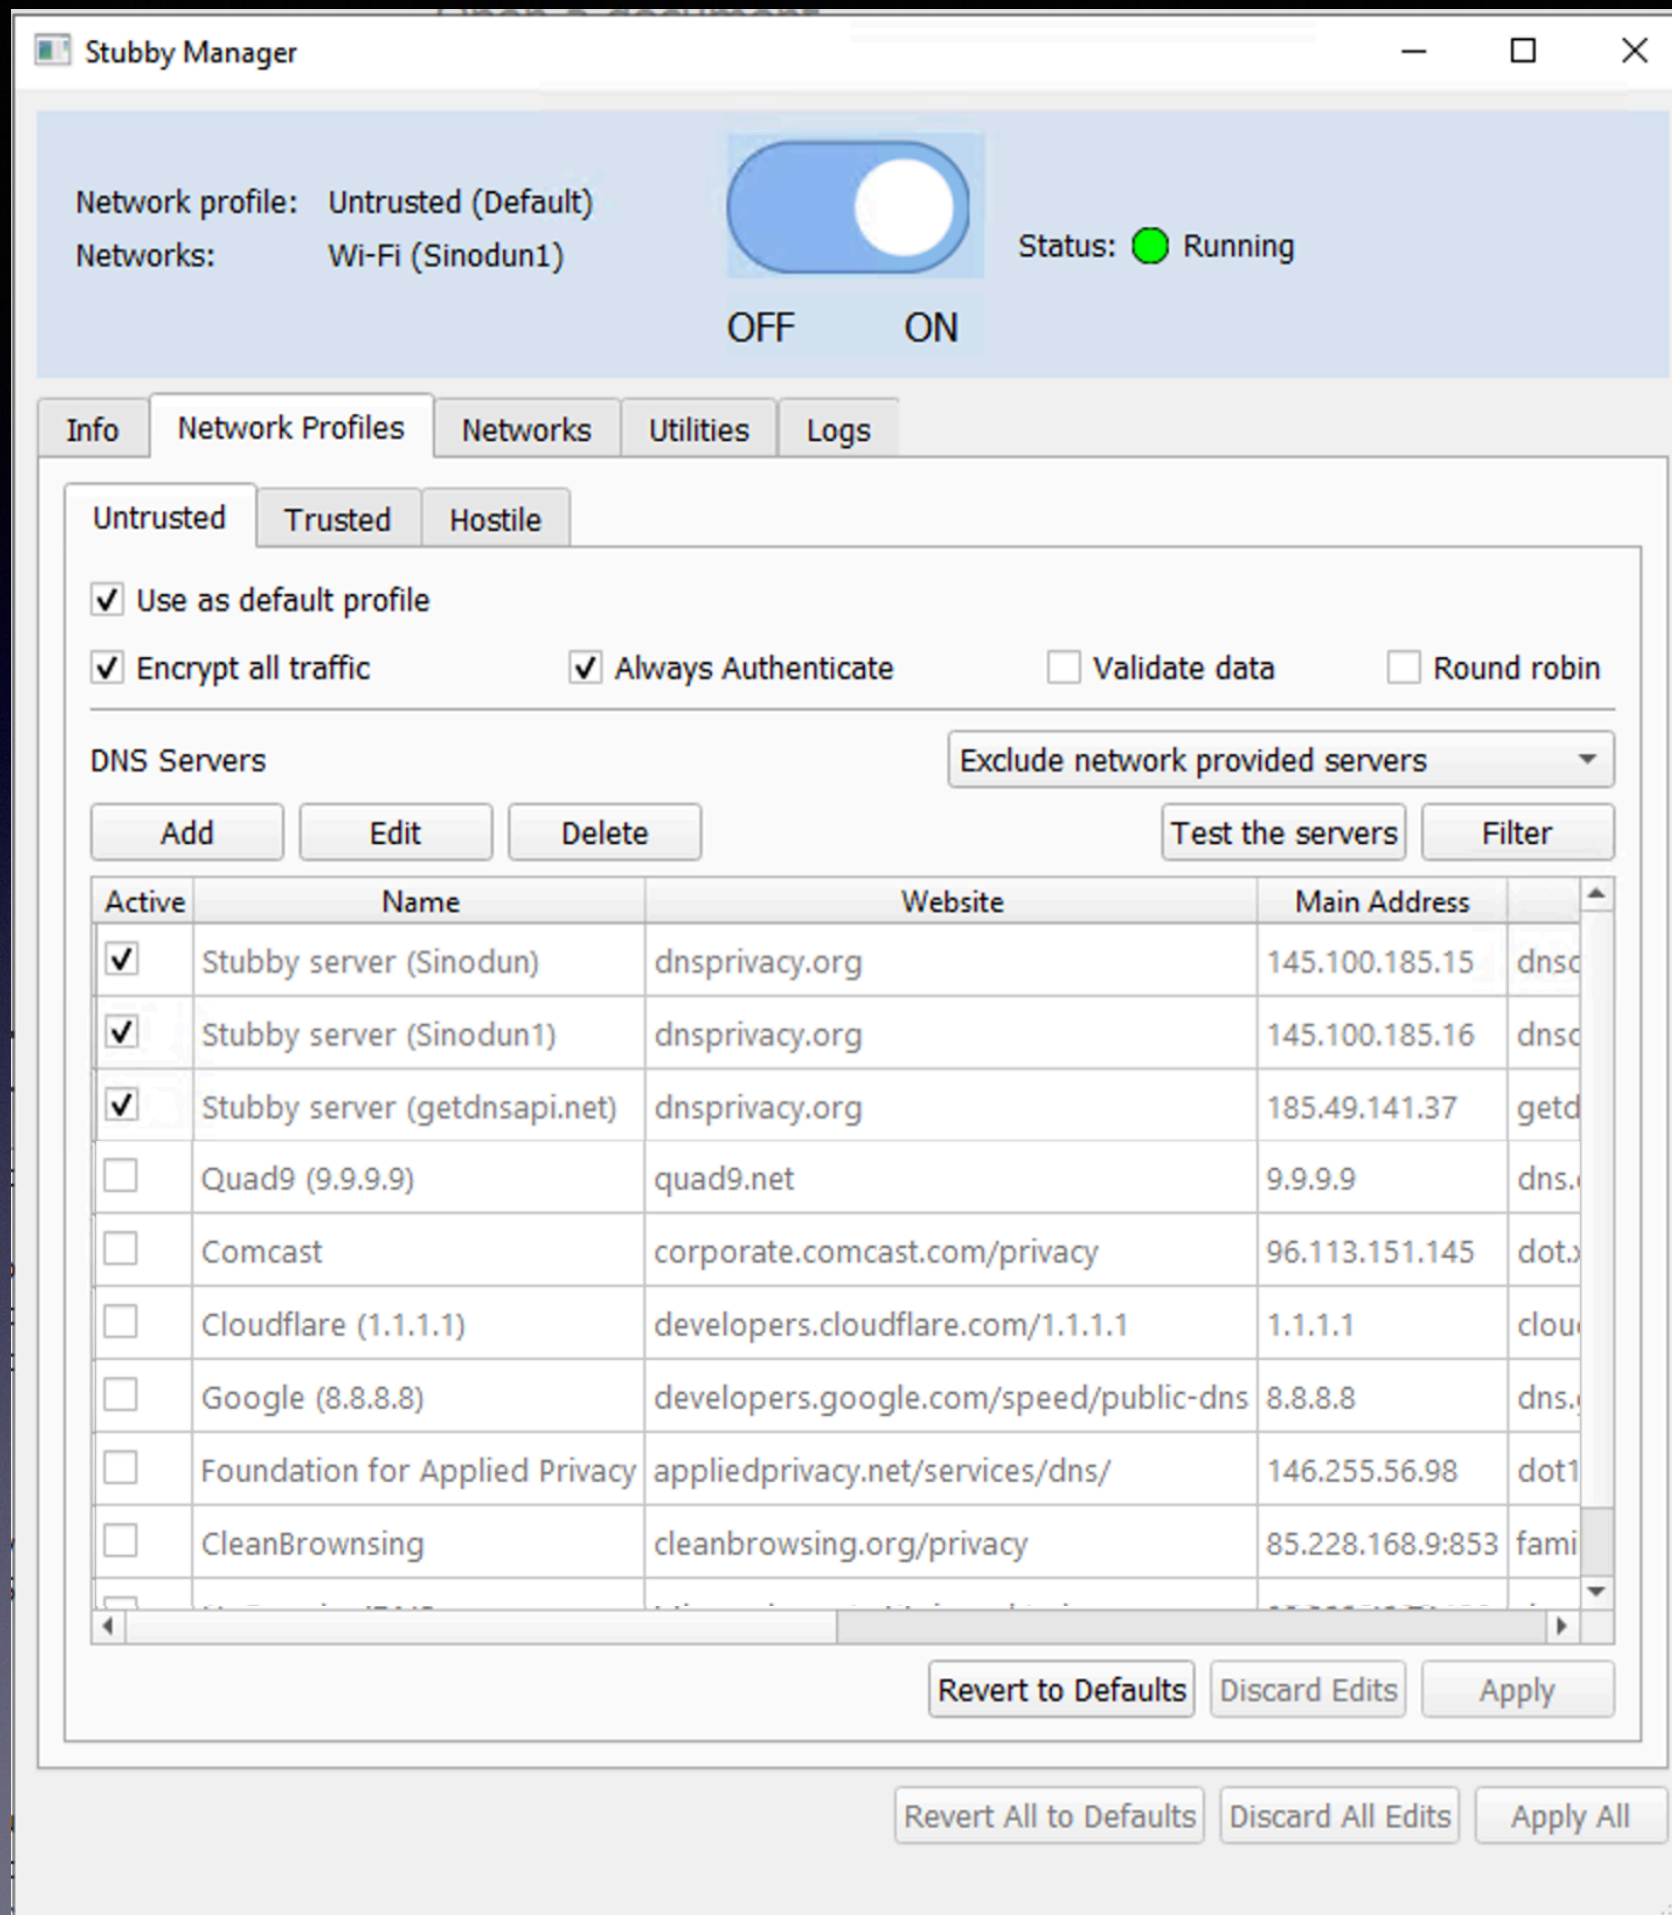 Stubby Manager
Network profile: Untrusted (Default)
Networks: Wi-Fi (Sinodun1)
Status: Running
OFF ON
Info Network Profiles Networks Utilities Logs
Untrusted Trusted Hostile
Use as default profile
Encrypt all traffic Always Authenticate Validate data Round robin
DNS Servers Exclude network provided servers
Add Edit Delete Test the servers Filter
Active Name Website Main Address
Stubby server (Sinodun) dnsprivacy.org 145.100.185.15
Stubby server (Sinodun1) dnsprivacy.org 145.100.185.16
Stubby server (getdnsapi.net) dnsprivacy.org 185.49.141.37 getd
Quad9 (9.9.9.9) quad9.net 9.9.9.9 dns.
Comcast corporate.comcast.com/privacy 96.113.151.145 dot.
Cloudflare (1.1.1.1) developers.cloudflare.com/1.1.1.1 1.1.1.1 clou
Google (8.8.8.8) developers.google.com/speed/public-dns 8.8.8.8 dns.
Foundation for Applied Privacy appliedprivacy.net/services/dns/ 146.255.56.98 dot1
CleanBrownsing cleanbrowsing.org/privacy 85.228.168.9:853 fami
Revert to Defaults Discard Edits Apply
Revert All to Defaults Discard All Edits Apply All